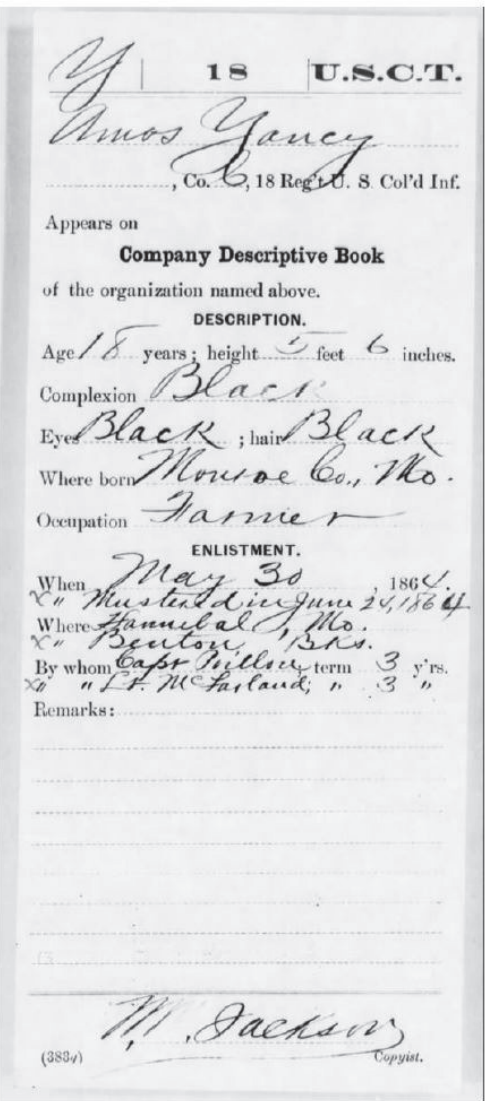 Y | 18 | U.S.C.T.
Amos Yancy
, Co. C, 18 Reg't U. S. Col'd Inf.
Appears on
Company Descriptive Book
of the organization named above.
DESCRIPTION.
Age 18 years; height 5 feet 6 inches.
Complexion Black
Eyes Black ; hair Black
Where born Monroe Co., Mo.
Occupation Farmer
ENLISTMENT.
When May 30, 1864.
x " Mustered in June 24, 1864
Where Hannibal, Mo.
x " Benton Bks.
By whom Capt term 3 y'rs.
x " " Lt. McFarland; " 3 "
Remarks:
M. Jackson
(383g) Copyist.